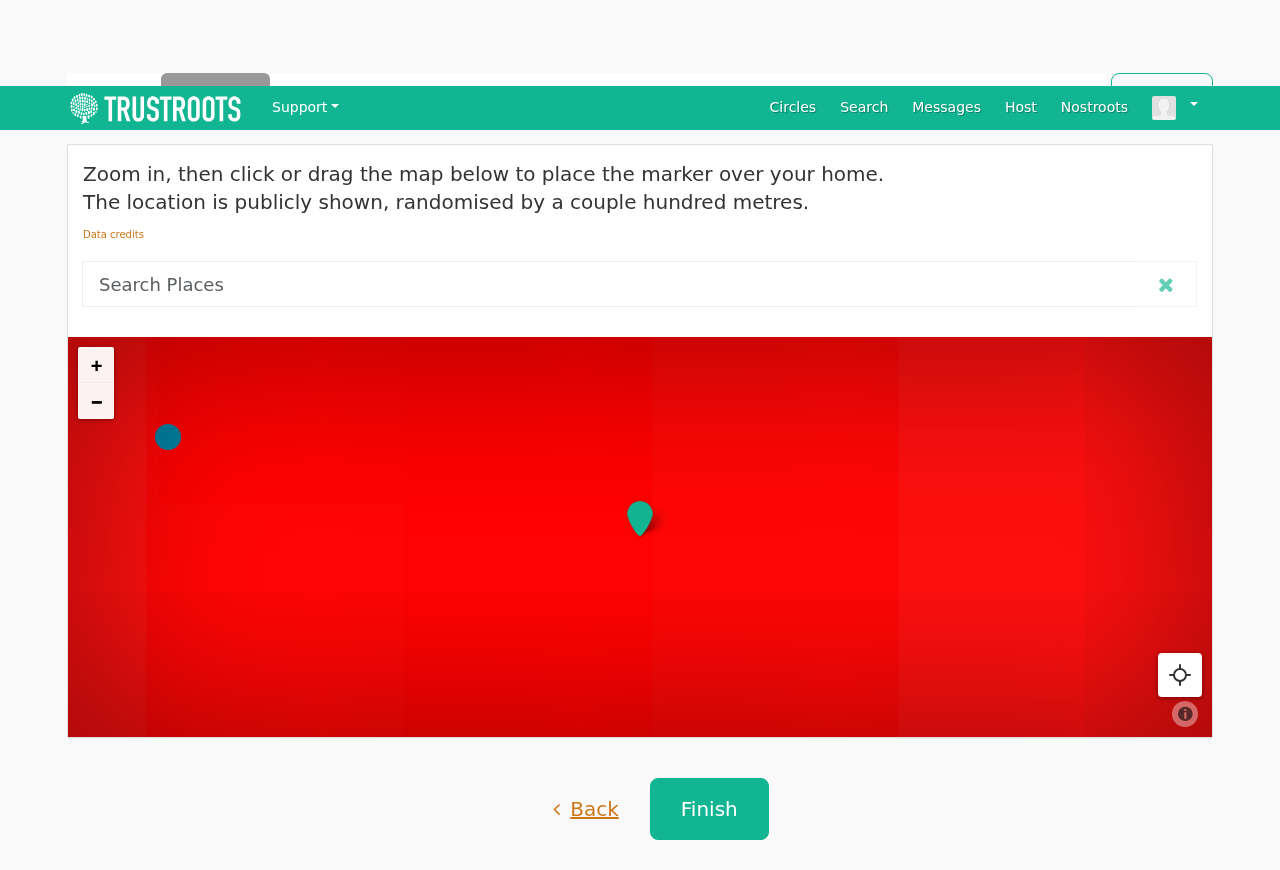 TRUSTROOTS
Support
Circles
Search
Messages
Host
Nostroots
Zoom in, then click or drag the map below to place the marker over your home.
The location is publicly shown, randomised by a couple hundred metres.
Data credits
Search Places
+
−
Back
Finish